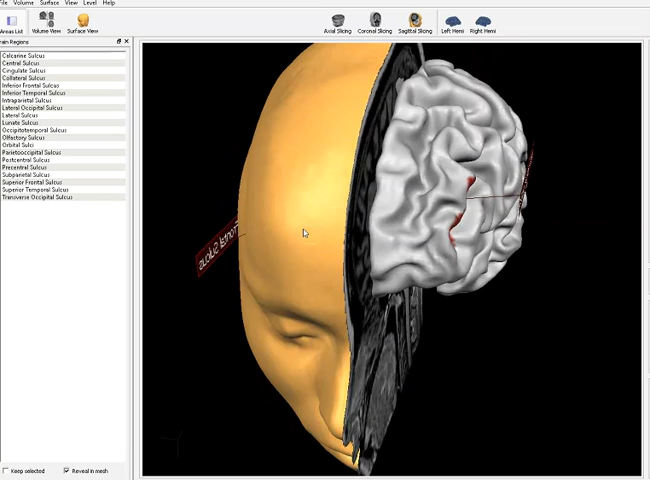 File Volume Surface View Level Help
Areas List Volume View Surface View Axial Slicing Coronal Slicing Sagittal Slicing Left Hemi Right Hemi
rain Regions
Calcarine Sulcus
Central Sulcus
Cingulate Sulcus
Collateral Sulcus
Inferior Frontal Sulcus
Inferior Temporal Sulcus
Intraparietal Sulcus
Lateral Occipital Sulcus
Lateral Sulcus
Lunate Sulcus
Occipitotemporal Sulcus
Olfactory Sulcus
Orbital Sulci
Parietooccipital Sulcus
Postcentral Sulcus
Precentral Sulcus
Subparietal Sulcus
Superior Frontal Sulcus
Superior Temporal Sulcus
Transverse Occipital Sulcus
Frontal Sulcus
Keep selected Reveal in mesh